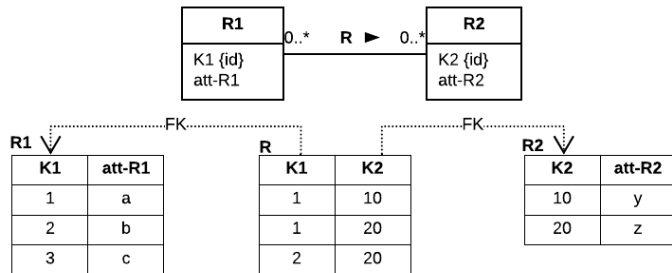 R1
R2
0..* R ► 0..*
K1 {id}
att-R1
K2 {id}
att-R2
FK
FK
R1
R
R2
K1 att-R1
1 a
2 b
3 c
K1 K2
1 10
1 20
2 20
K2 att-R2
10 y
20 z